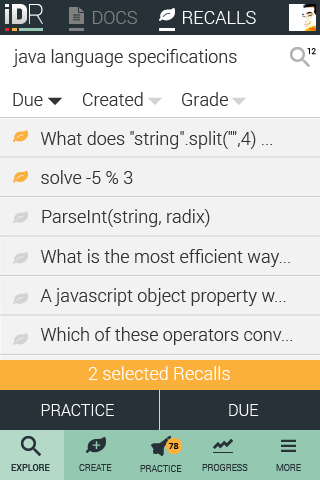 iDR DOCS RECALLS
java language specifications 12
Due Created Grade
What does "string".split("",4) ...
solve -5 % 3
ParseInt(string, radix)
What is the most efficient way...
A javascript object property w...
Which of these operators conv...
2 selected Recalls
PRACTICE DUE
78
EXPLORE CREATE PRACTICE PROGRESS MORE